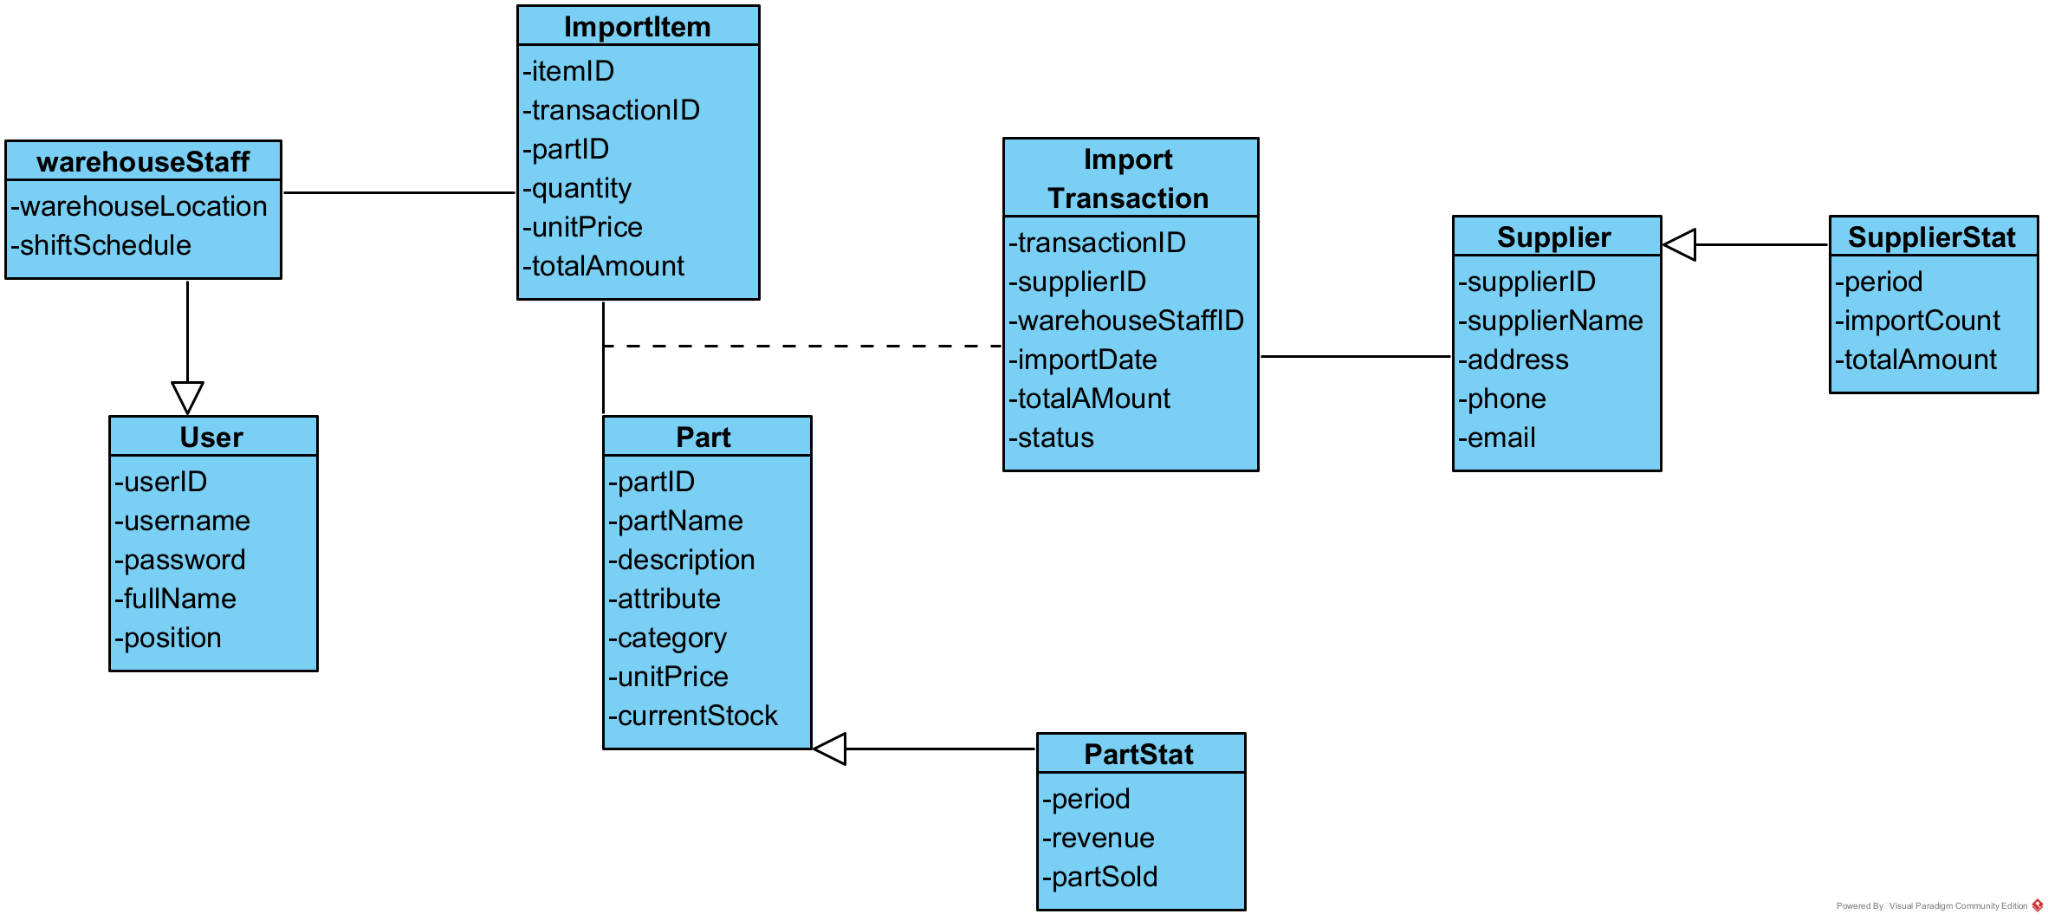 ImportItem
-itemID
-transactionID
-partID
-quantity
-unitPrice
-totalAmount
warehouseStaff
-warehouseLocation
-shiftSchedule
Import
Transaction
-transactionID
-supplierID
-warehouseStaffID
-importDate
-totalAMount
-status
Supplier
-supplierID
-supplierName
-address
-phone
-email
SupplierStat
-period
-importCount
-totalAmount
User
-userID
-username
-password
-fullName
-position
Part
-partID
-partName
-description
-attribute
-category
-unitPrice
-currentStock
PartStat
-period
-revenue
-partSold
Powered By Visual Paradigm Community Edition